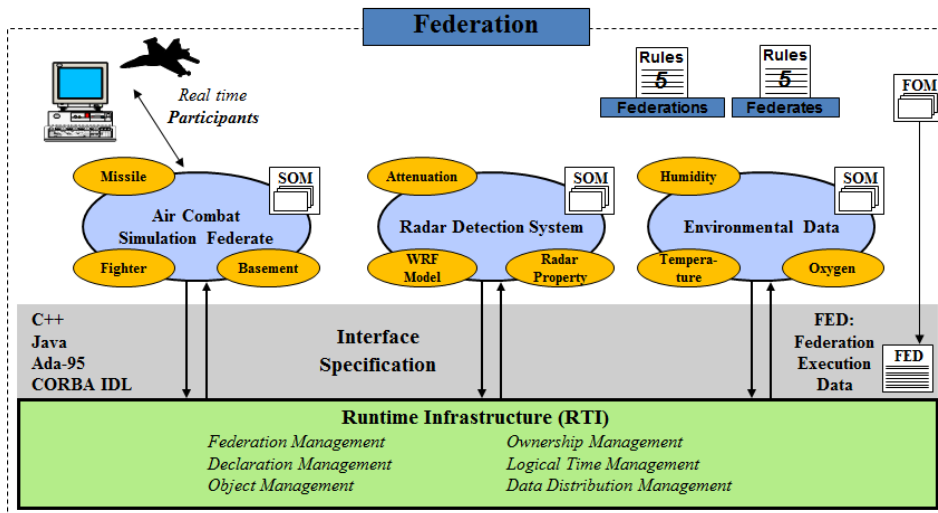 Federation
Real time
Participants
Rules
5
Federations
Rules
5
Federates
FOM
Missile
SOM
Air Combat
Simulation Federate
Fighter
Basement
Attenuation
SOM
Radar Detection System
WRF
Model
Radar
Property
Humidity
SOM
Environmental Data
Tempera-
ture
Oxygen
C++
Java
Ada-95
CORBA IDL
Interface
Specification
FED:
Federation
Execution
Data
FED
Runtime Infrastructure (RTI)
Federation Management
Declaration Management
Object Management
Ownership Management
Logical Time Management
Data Distribution Management